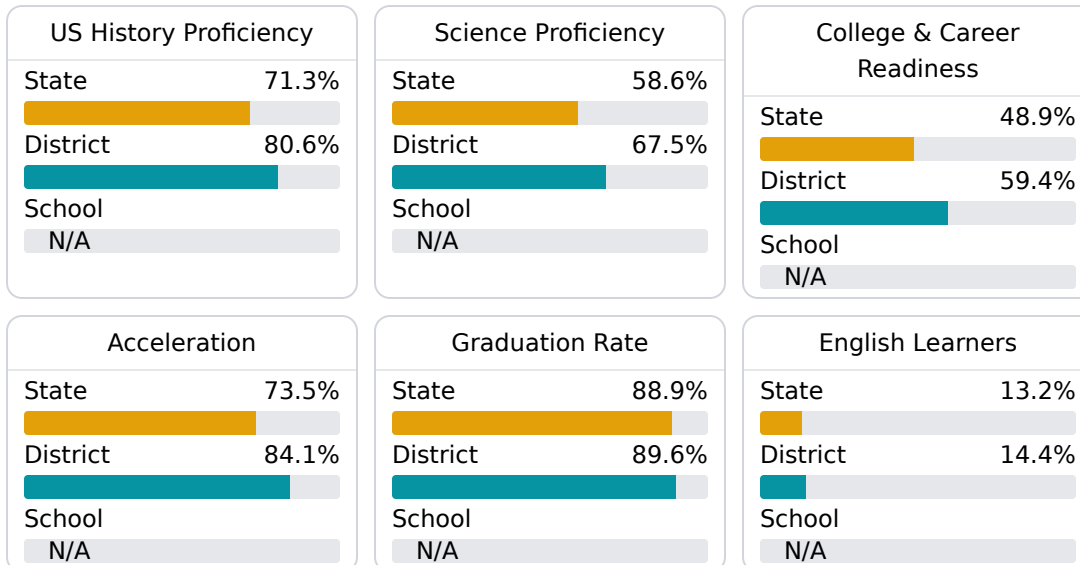 US History Proficiency
State 71.3%
District 80.6%
School
N/A
Science Proficiency
State 58.6%
District 67.5%
School
N/A
College & Career
Readiness
State 48.9%
District 59.4%
School
N/A
Acceleration
State 73.5%
District 84.1%
School
N/A
Graduation Rate
State 88.9%
District 89.6%
School
N/A
English Learners
State 13.2%
District 14.4%
School
N/A